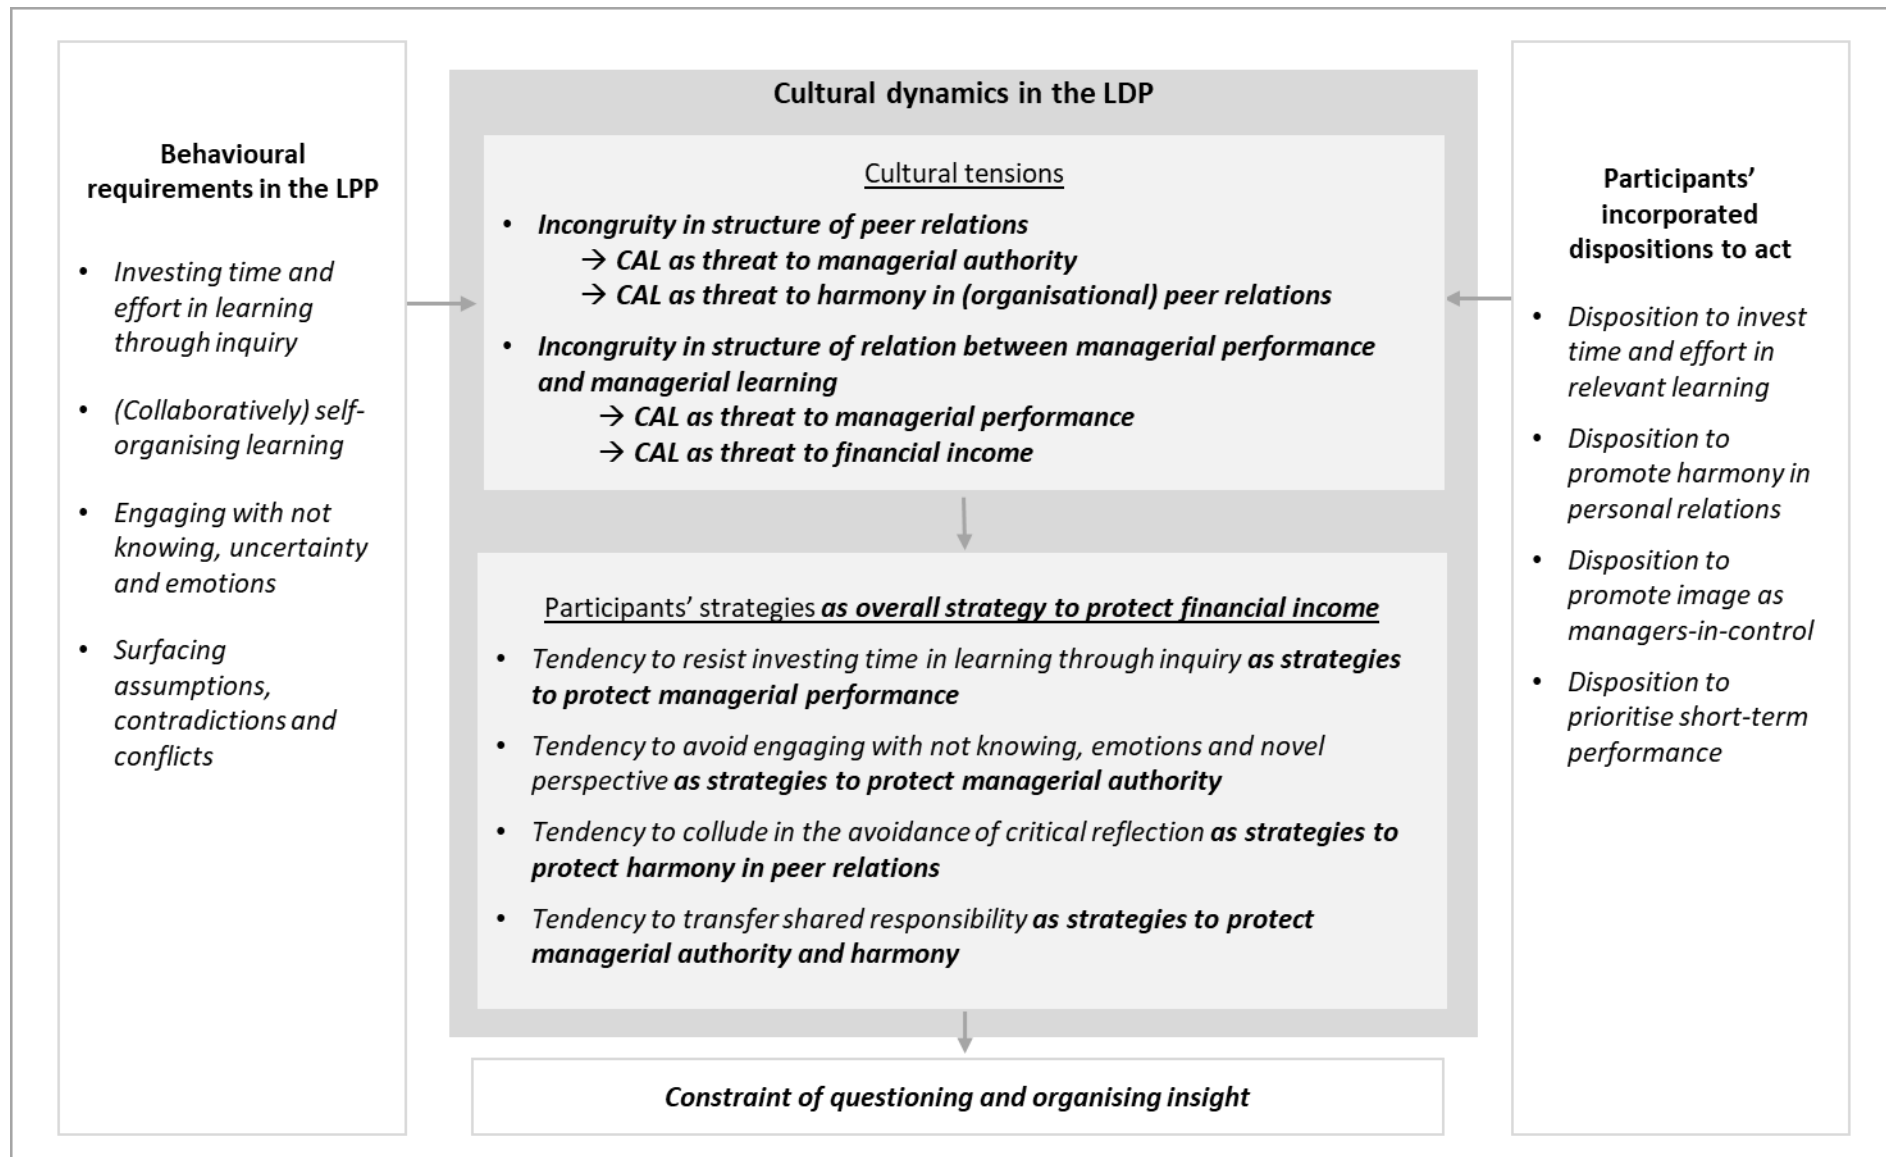 Behavioural
requirements in the LPP
• Investing time and
effort in learning
through inquiry
• (Collaboratively) self-
organising learning
• Engaging with not
knowing, uncertainty
and emotions
• Surfacing
assumptions,
contradictions and
conflicts
Cultural dynamics in the LDP
Cultural tensions
• Incongruity in structure of peer relations
→ CAL as threat to managerial authority
→ CAL as threat to harmony in (organisational) peer relations
• Incongruity in structure of relation between managerial performance
and managerial learning
→ CAL as threat to managerial performance
→ CAL as threat to financial income
Participants’ strategies as overall strategy to protect financial income
• Tendency to resist investing time in learning through inquiry as strategies
to protect managerial performance
• Tendency to avoid engaging with not knowing, emotions and novel
perspective as strategies to protect managerial authority
• Tendency to collude in the avoidance of critical reflection as strategies to
protect harmony in peer relations
• Tendency to transfer shared responsibility as strategies to protect
managerial authority and harmony
Constraint of questioning and organising insight
Participants’
incorporated
dispositions to act
• Disposition to invest
time and effort in
relevant learning
• Disposition to
promote harmony in
personal relations
• Disposition to
promote image as
managers-in-control
• Disposition to
prioritise short-term
performance